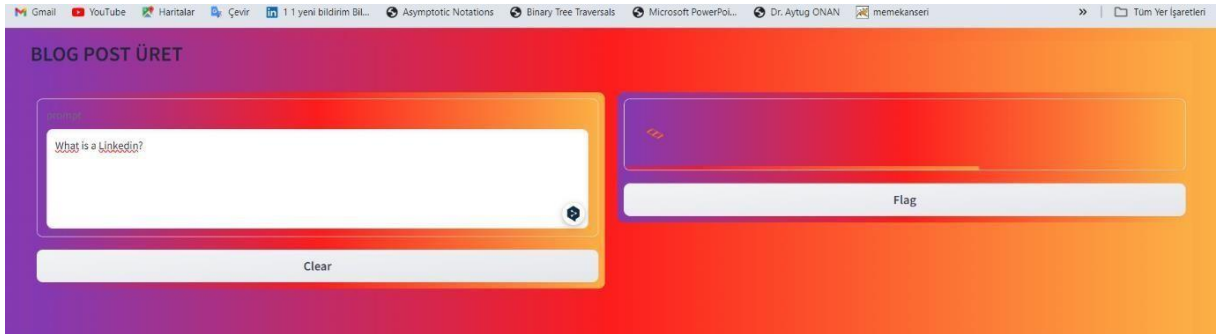 Gmail YouTube Haritalar Çevir 1 1 yeni bildirim Bil... Asymptotic Notations Binary Tree Traversals Microsoft PowerPoi... Dr. Aytug ONAN memekanseri » Tüm Yer İşaretleri
BLOG POST ÜRET
prompt
What is a Linkedin?
Flag
Clear